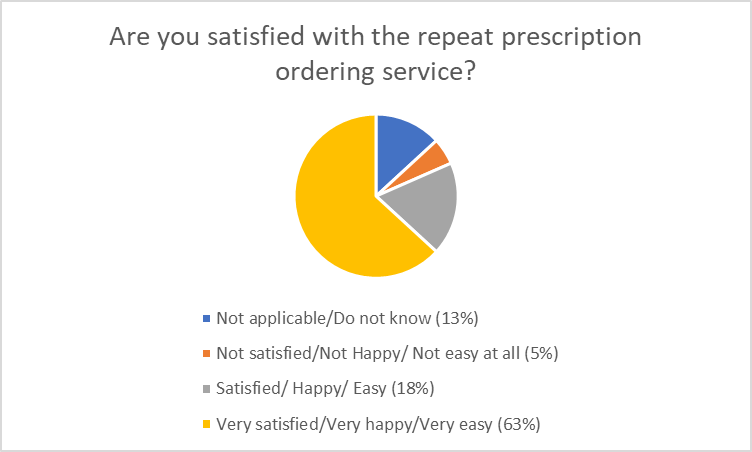 Are you satisfied with the repeat prescription
ordering service?
Not applicable/Do not know (13%)
Not satisfied/Not Happy/ Not easy at all (5%)
Satisfied/ Happy/ Easy (18%)
Very satisfied/Very happy/Very easy (63%)